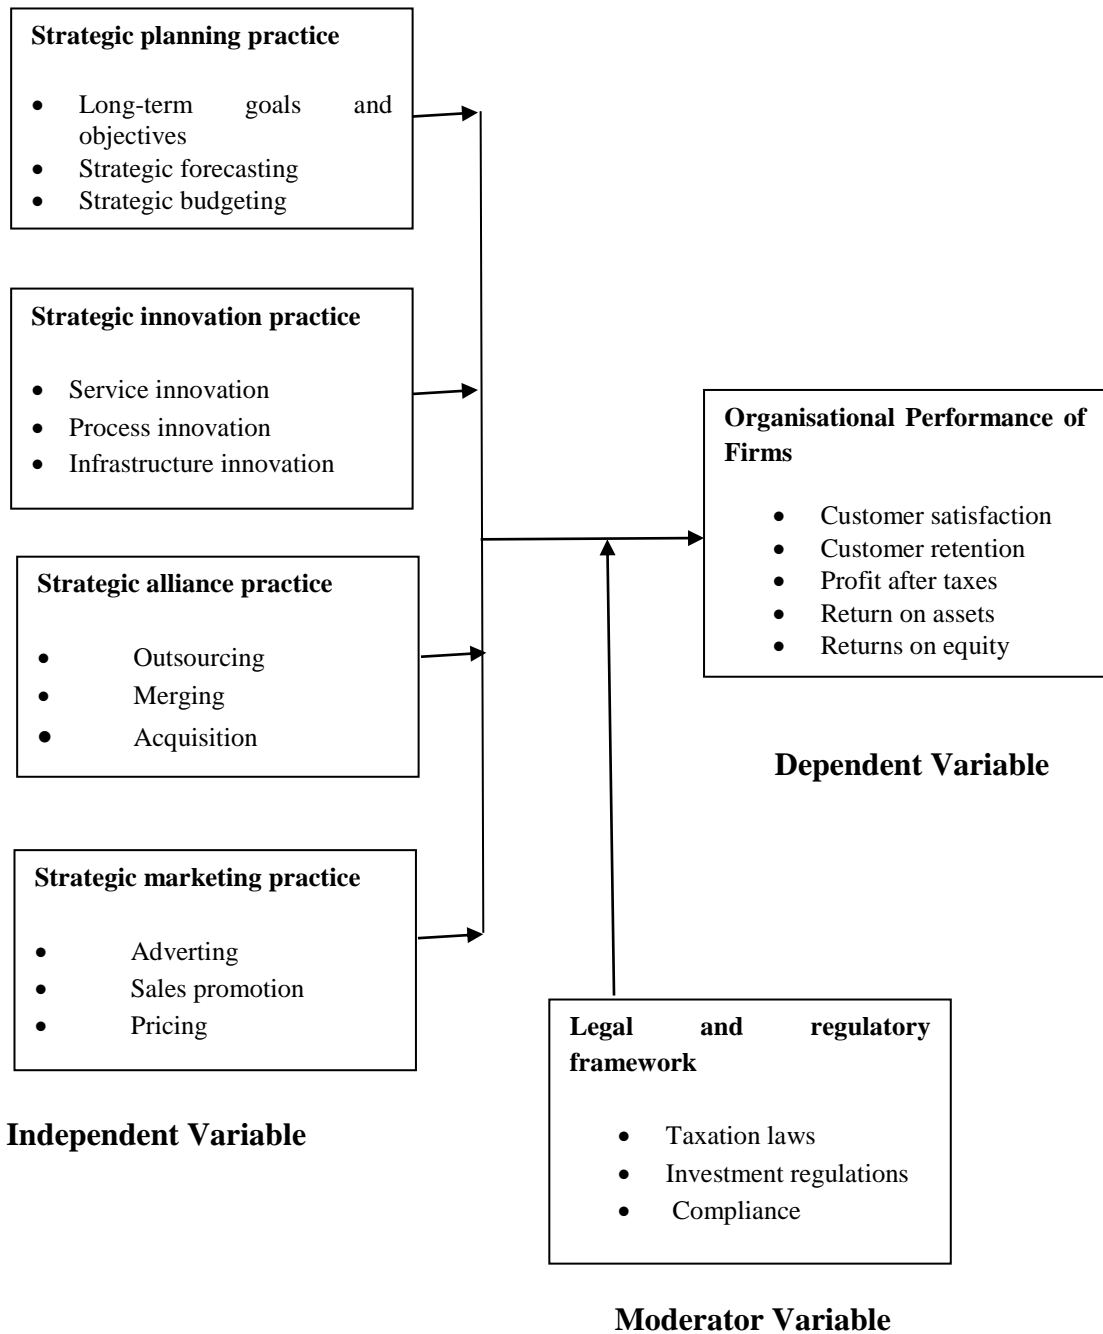 Strategic planning practice
• Long-term goals and
objectives
• Strategic forecasting
• Strategic budgeting
Strategic innovation practice
• Service innovation
• Process innovation
• Infrastructure innovation
Strategic alliance practice
• Outsourcing
• Merging
• Acquisition
Strategic marketing practice
• Adverting
• Sales promotion
• Pricing
Independent Variable
Organisational Performance of
Firms
• Customer satisfaction
• Customer retention
• Profit after taxes
• Return on assets
• Returns on equity
Dependent Variable
Legal and regulatory
framework
• Taxation laws
• Investment regulations
• Compliance
Moderator Variable